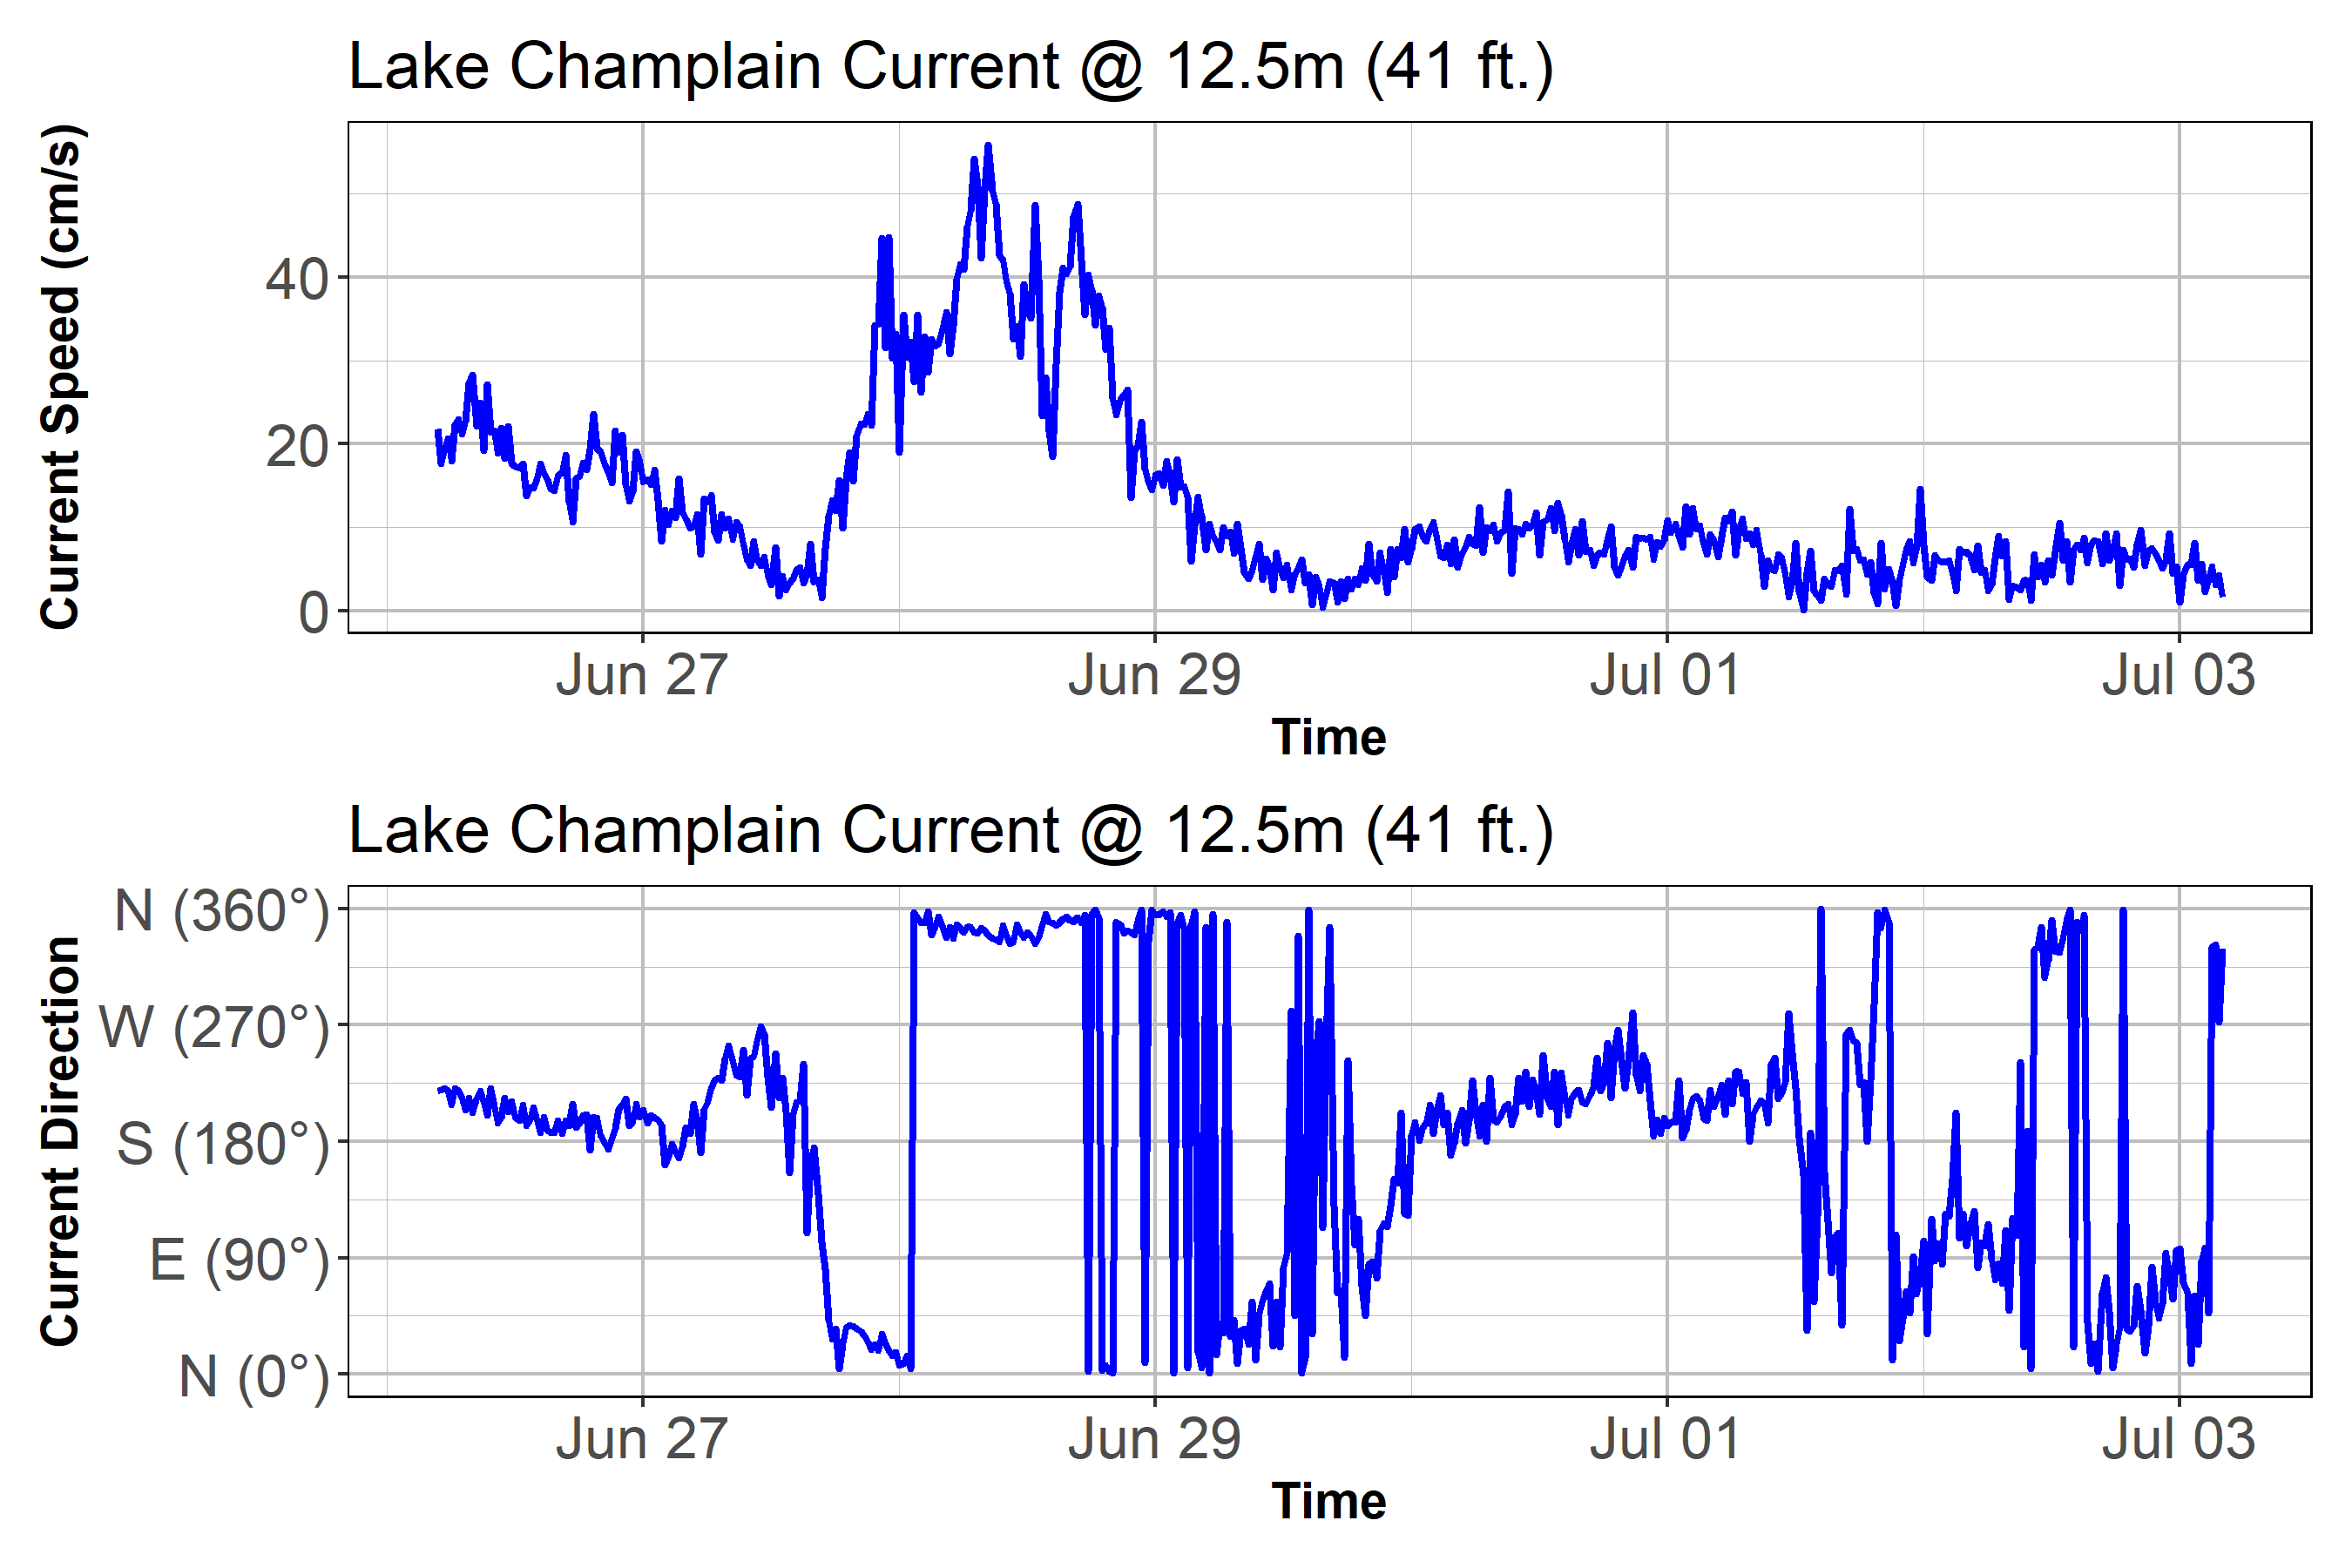 Lake Champlain Current @ 12.5m (41 ft.)
Current Speed (cm/s)
40
20
0
Jun 27 Jun 29 Jul 01 Jul 03
Time
Lake Champlain Current @ 12.5m (41 ft.)
Current Direction
N (360°)
W (270°)
S (180°)
E (90°)
N (0°)
Jun 27 Jun 29 Jul 01 Jul 03
Time